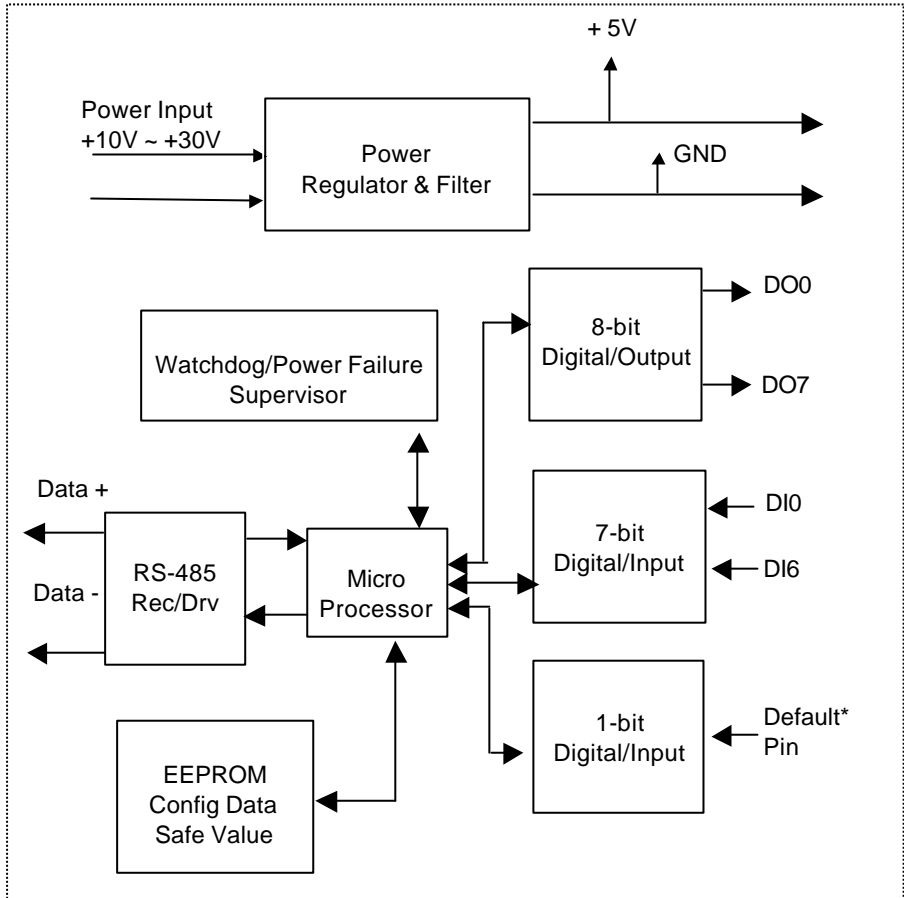 + 5V
Power Input
+10V ~ +30V
Power
Regulator & Filter
GND
8-bit
Digital/Output
DO0
DO7
Watchdog/Power Failure
Supervisor
Data +
Data -
RS-485
Rec/Drv
Micro
Processor
7-bit
Digital/Input
DI0
DI6
1-bit
Digital/Input
Default*
Pin
EEPROM
Config Data
Safe Value